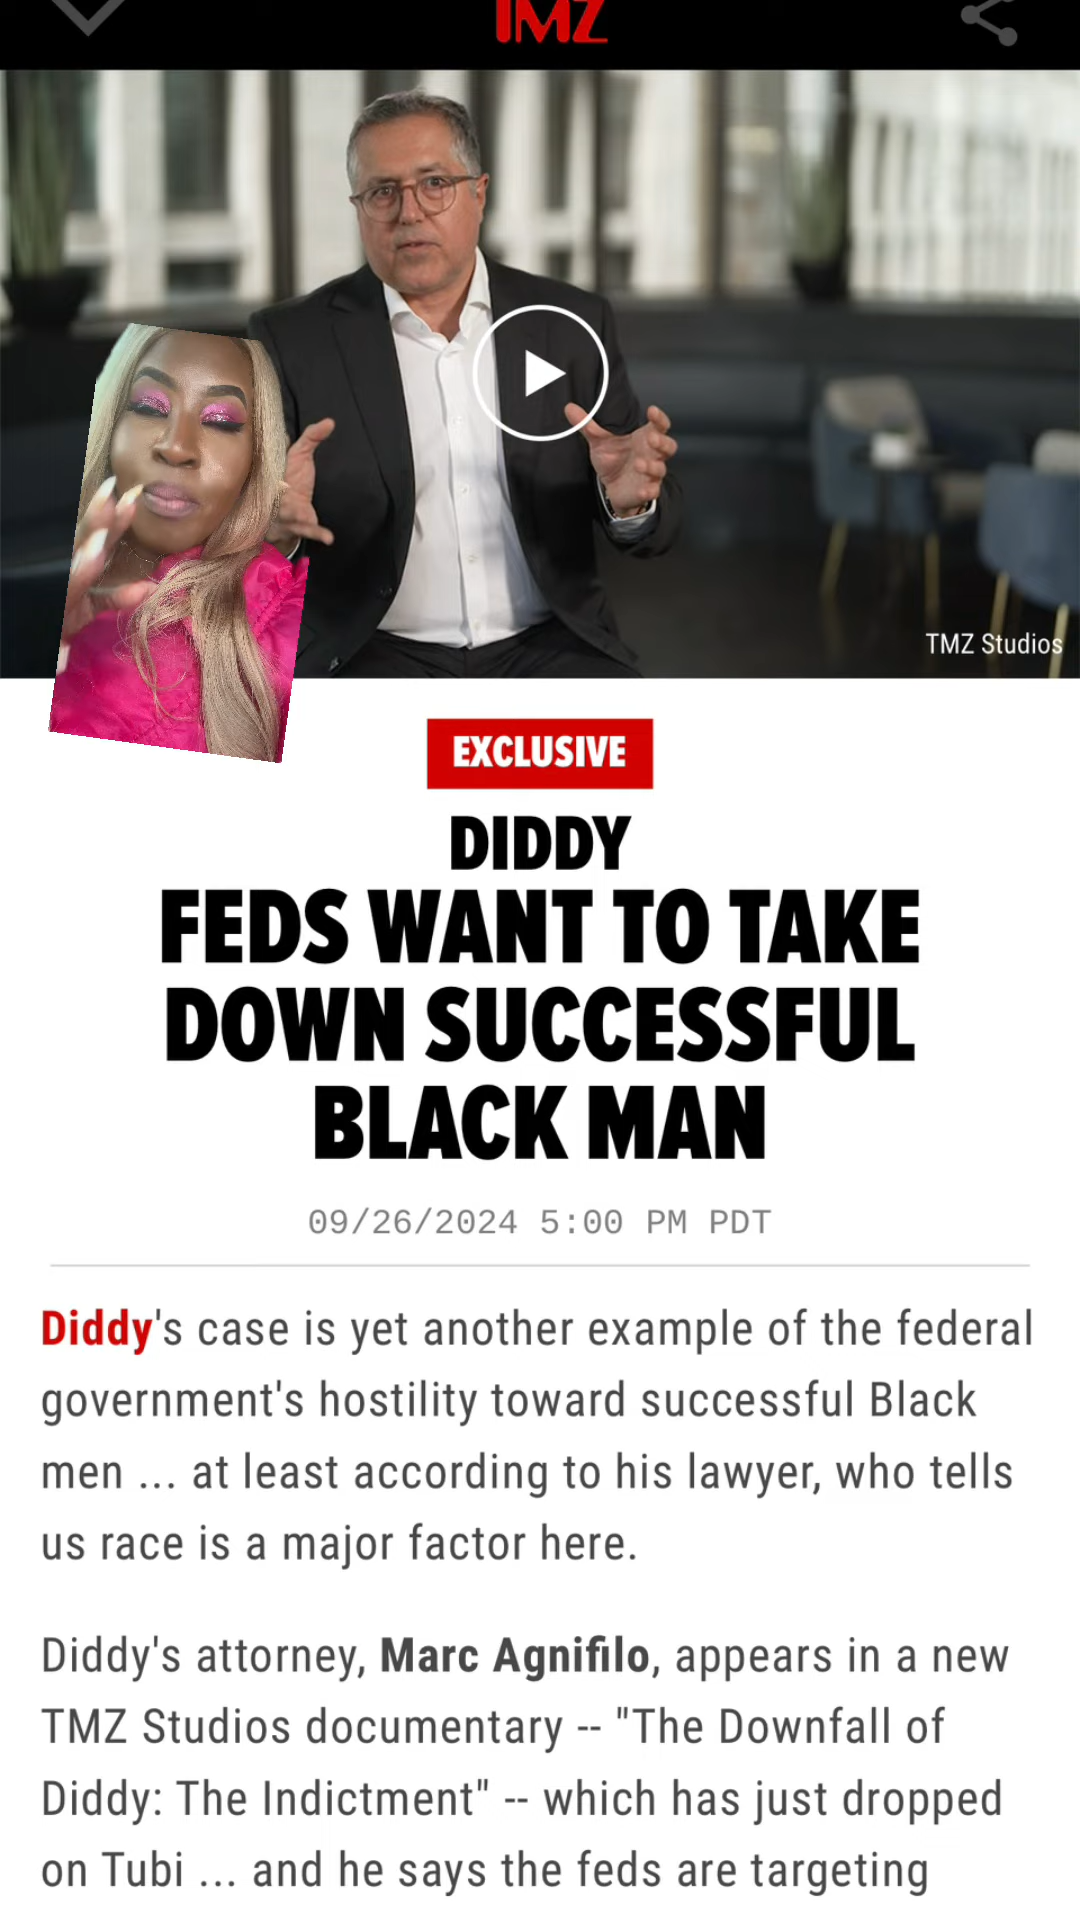 TMZ
TMZ Studios
EXCLUSIVE
DIDDY
FEDS WANT TO TAKE
DOWN SUCCESSFUL
BLACK MAN
09/26/2024 5:00 PM PDT
Diddy's case is yet another example of the federal
government's hostility toward successful Black
men ... at least according to his lawyer, who tells
us race is a major factor here.
Diddy's attorney, Marc Agnifilo, appears in a new
TMZ Studios documentary -- "The Downfall of
Diddy: The Indictment" -- which has just dropped
on Tubi ... and he says the feds are targeting